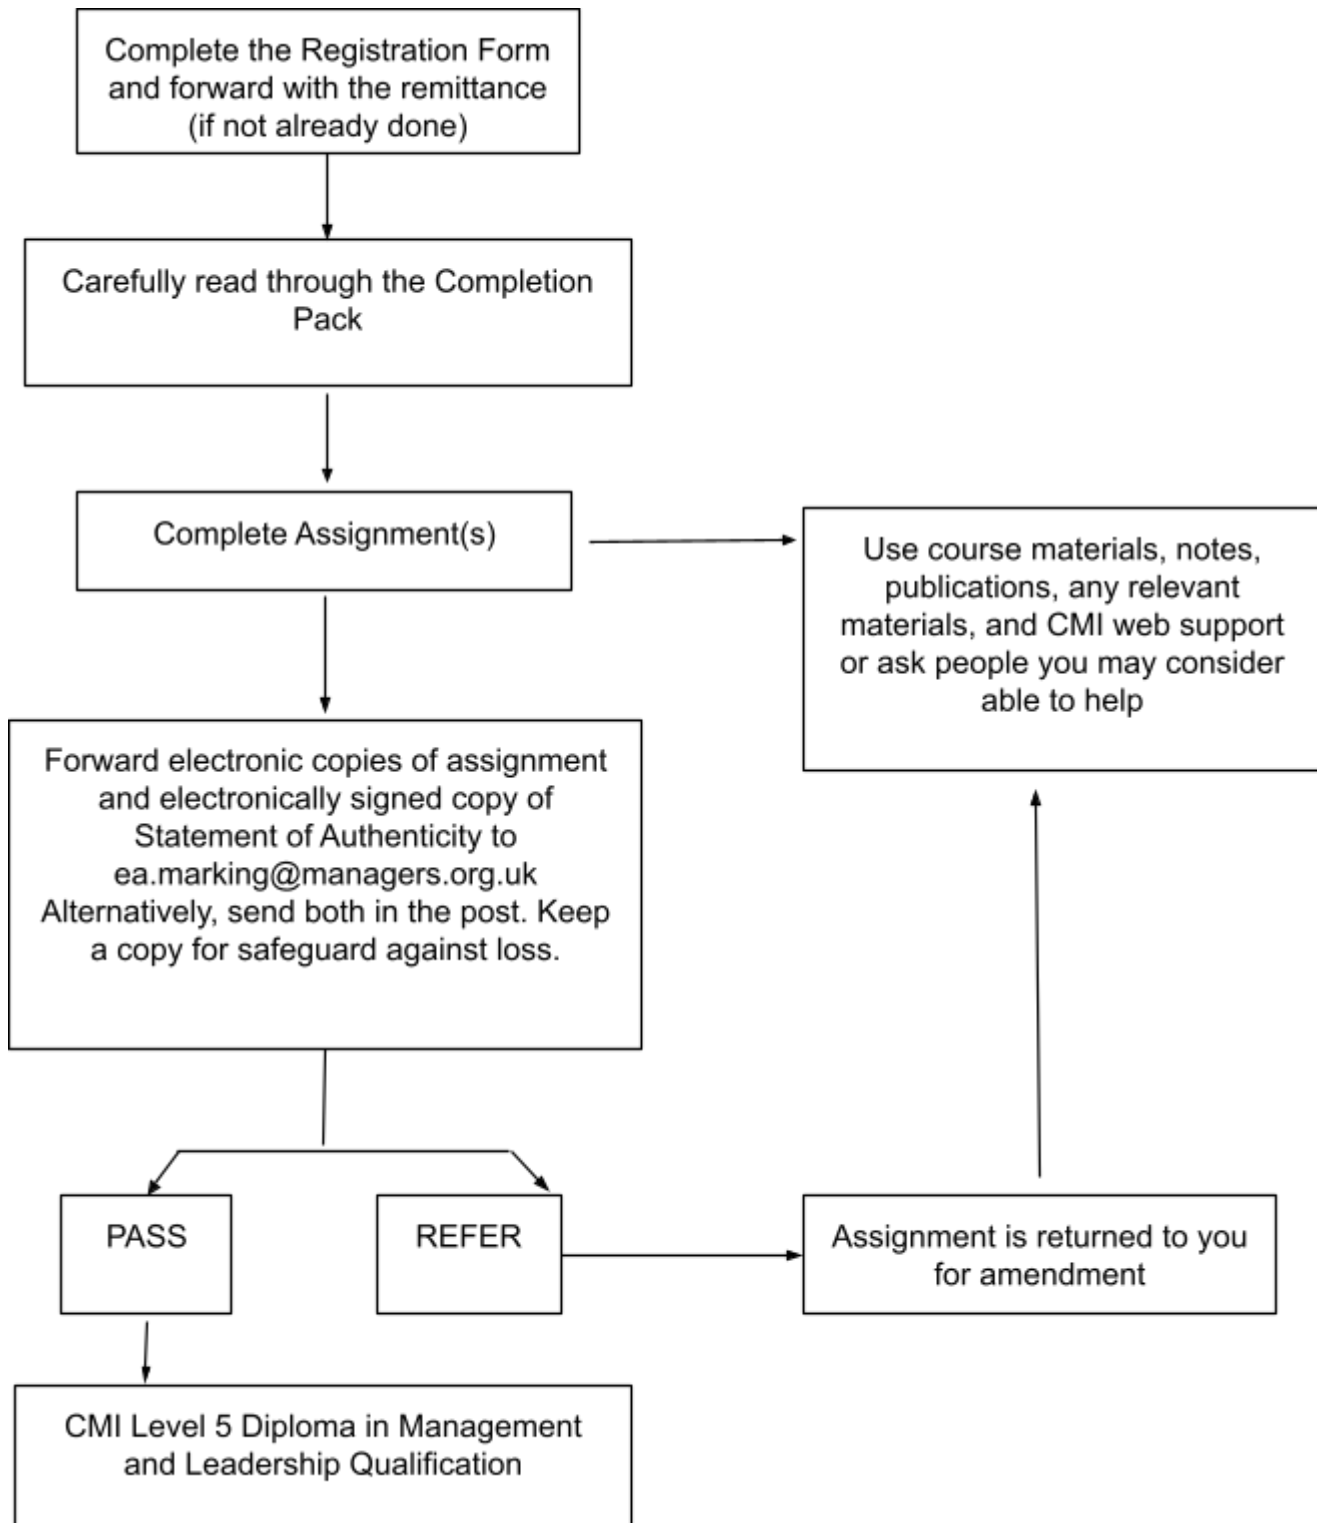 Complete the Registration Form
and forward with the remittance
(if not already done)
Carefully read through the Completion
Pack
Complete Assignment(s)
Use course materials, notes,
publications, any relevant
materials, and CMI web support
or ask people you may consider
able to help
Forward electronic copies of assignment
and electronically signed copy of
Statement of Authenticity to
ea.marking@managers.org.uk
Alternatively, send both in the post. Keep
a copy for safeguard against loss.
PASS
REFER
Assignment is returned to you
for amendment
CMI Level 5 Diploma in Management
and Leadership Qualification